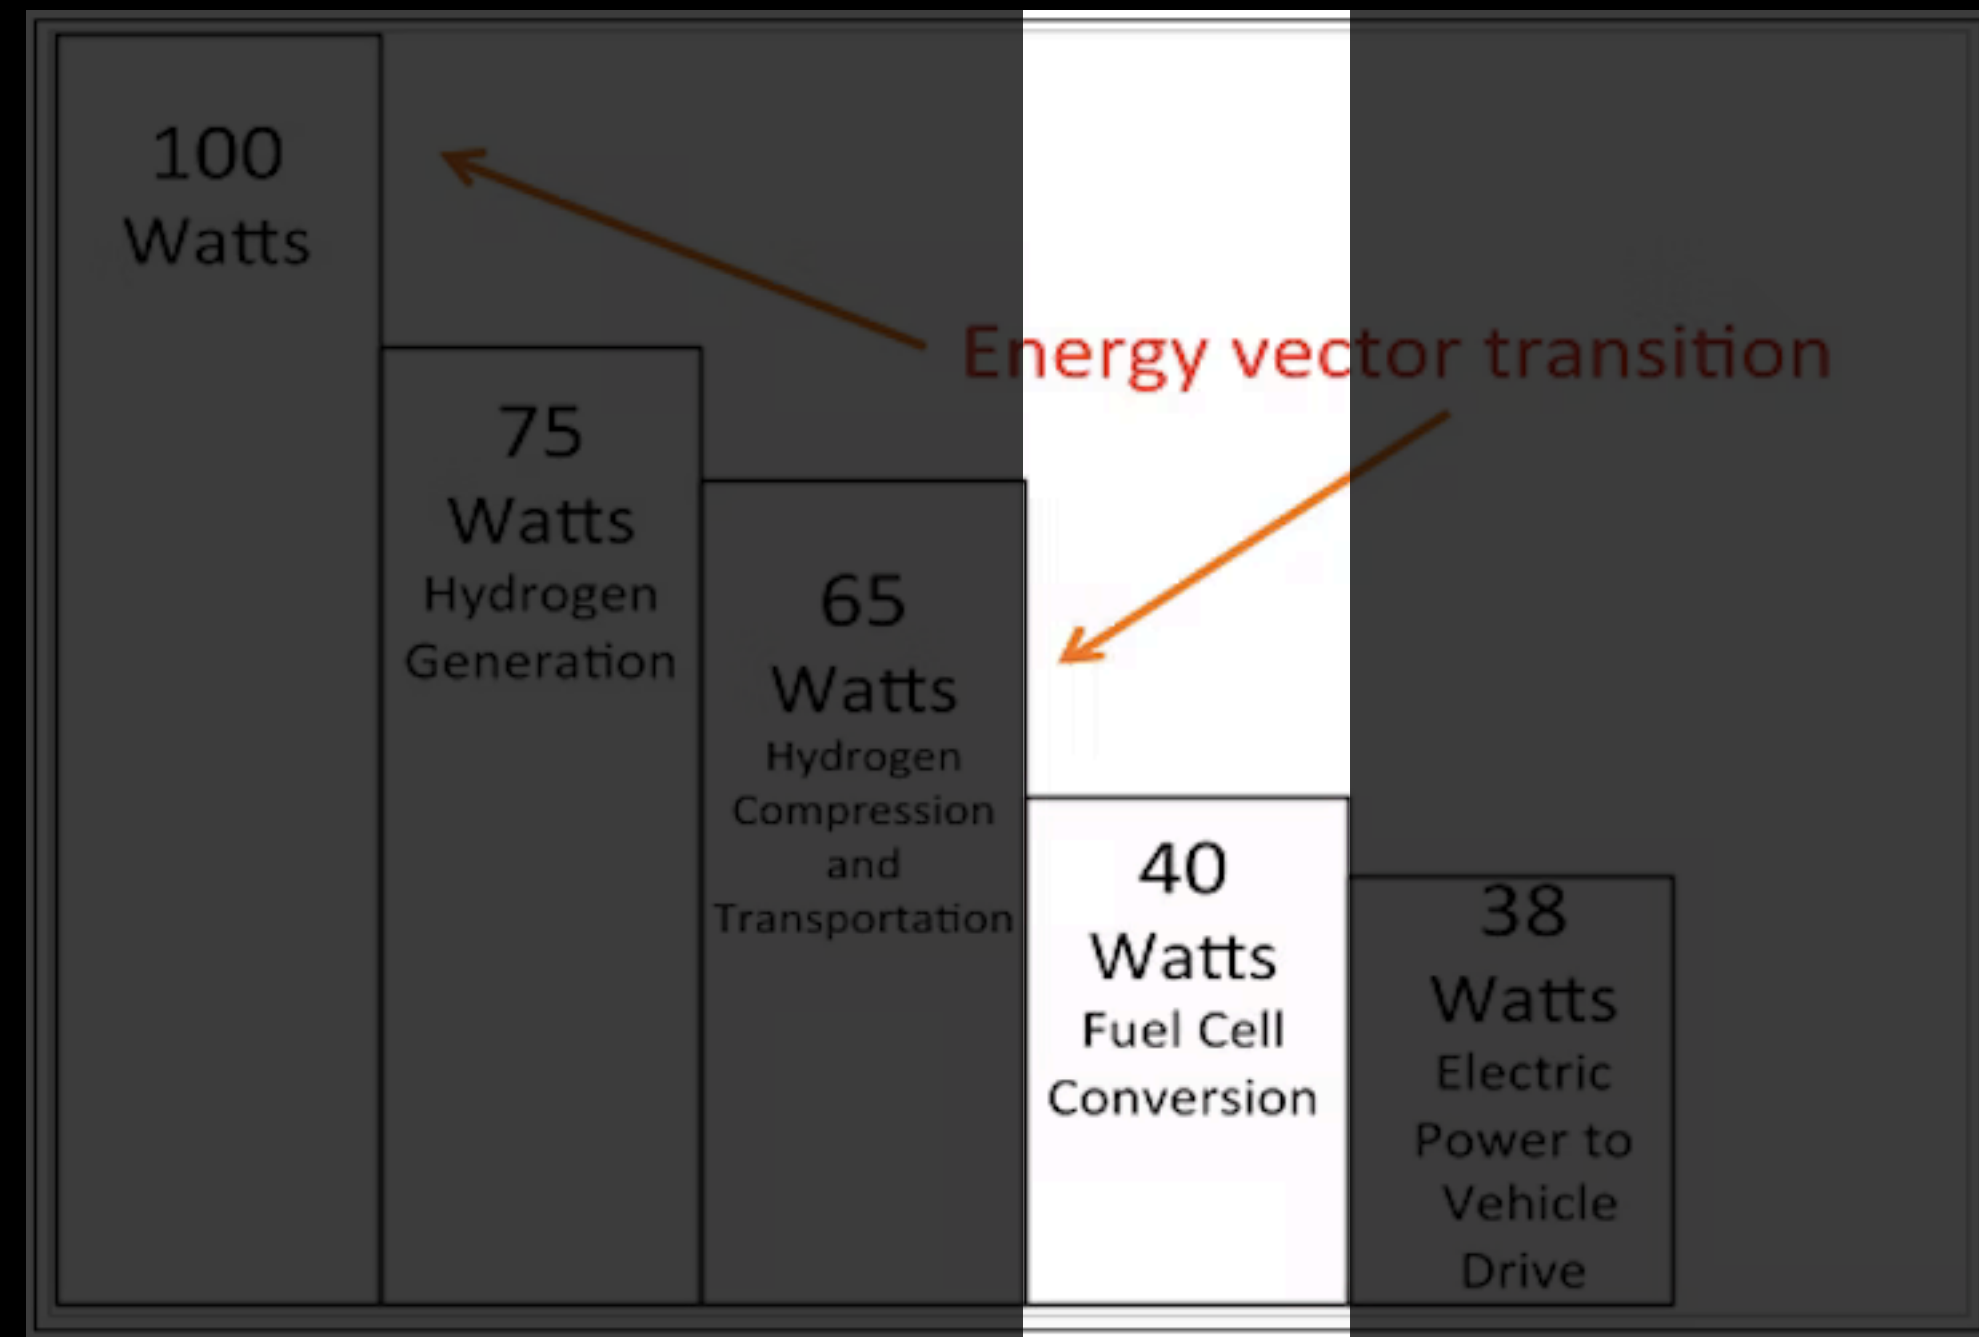 100
Watts
Energy vector transition
75
Watts
Hydrogen
Generation
65
Watts
Hydrogen
Compression
and
Transportation
40
Watts
Fuel Cell
Conversion
38
Watts
Electric
Power to
Vehicle
Drive